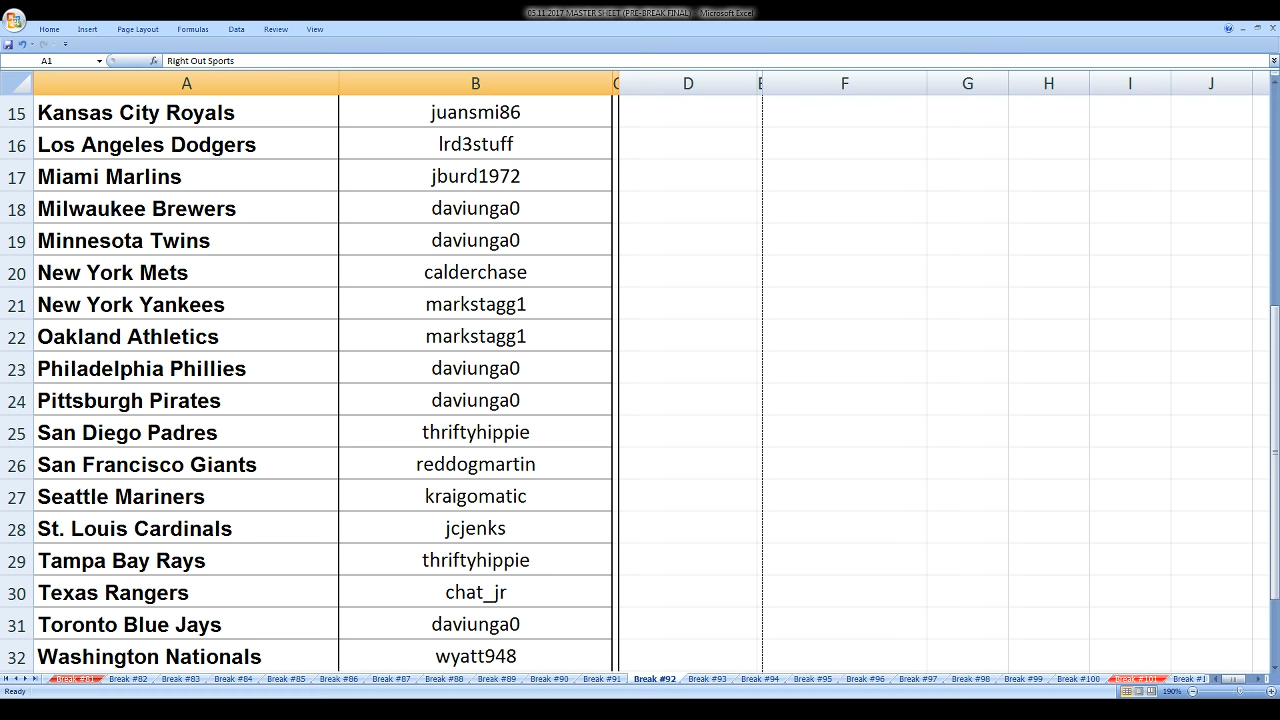 05.11.2017 MASTER SHEET (PRE-BREAK FINAL) - Microsoft Excel
Home Insert Page Layout Formulas Data Review View
A1 fx Right Out Sports
A B C D E F G H I J
15 Kansas City Royals juansmi86
16 Los Angeles Dodgers lrd3stuff
17 Miami Marlins jburd1972
18 Milwaukee Brewers daviunga0
19 Minnesota Twins daviunga0
20 New York Mets calderchase
21 New York Yankees markstagg1
22 Oakland Athletics markstagg1
23 Philadelphia Phillies daviunga0
24 Pittsburgh Pirates daviunga0
25 San Diego Padres thriftyhippie
26 San Francisco Giants reddogmartin
27 Seattle Mariners kraigomatic
28 St. Louis Cardinals jcjenks
29 Tampa Bay Rays thriftyhippie
30 Texas Rangers chat_jr
31 Toronto Blue Jays daviunga0
32 Washington Nationals wyatt948
Break #81 Break #82 Break #83 Break #84 Break #85 Break #86 Break #87 Break #88 Break #89 Break #90 Break #91 Break #92 Break #93 Break #94 Break #95 Break #96 Break #97 Break #98 Break #99 Break #100 Break #101 Break #1
Ready 190%